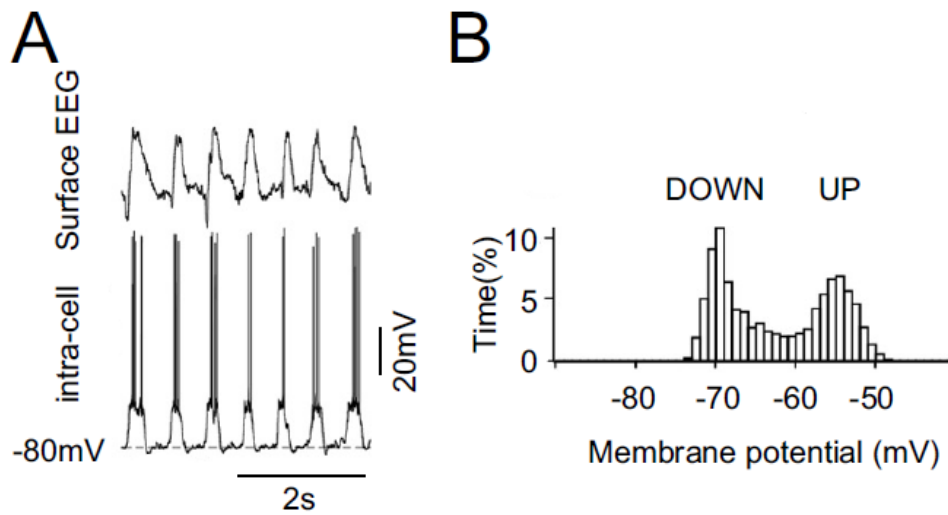 A
B
Surface EEG
intra-cell
20mV
-80mV
2s
DOWN UP
Time(%)
10
5
0
-80 -70 -60 -50
Membrane potential (mV)